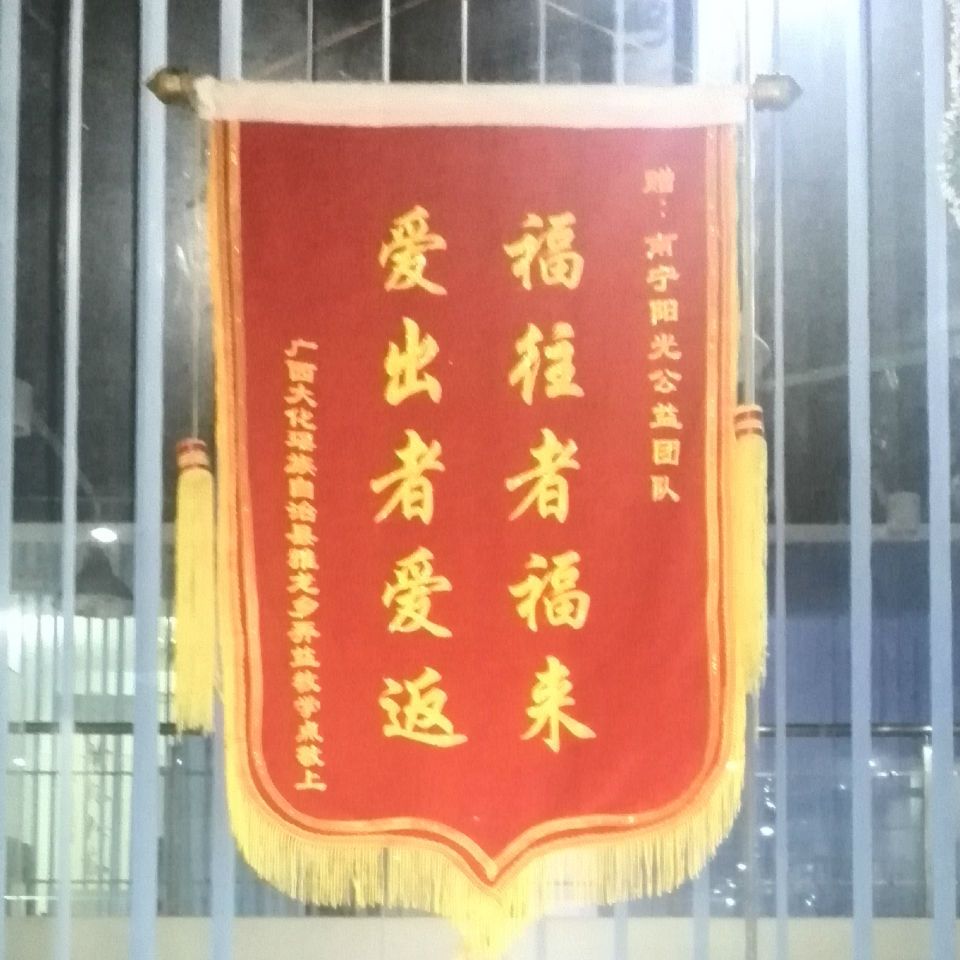 赠：南宁阳光公益团队
福往者福来
爱出者爱返
广西大化瑶族自治县雅龙乡弄益教学点敬上